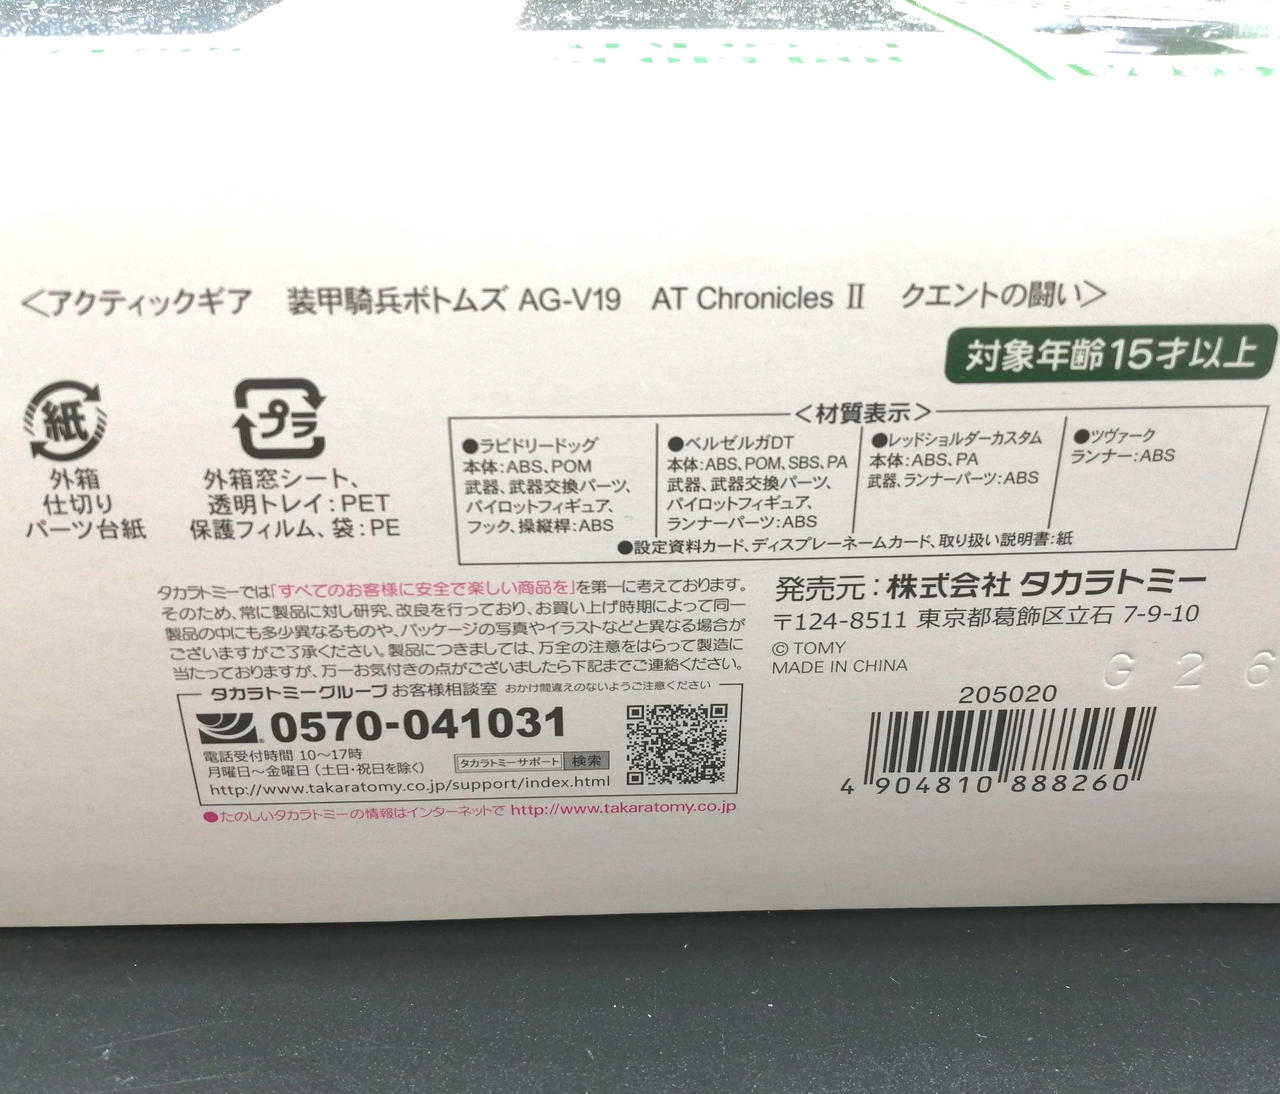 ＜アクティックギア　装甲騎兵ボトムズ AG-V19　AT Chronicles Ⅱ　クエントの闘い＞
対象年齢15才以上
紙
外箱
仕切り
パーツ台紙
プラ
外箱窓シート、
透明トレイ:PET
保護フィルム、袋:PE
＜材質表示＞
●ラビドリードッグ
本体:ABS、POM
武器、武器交換パーツ、
パイロットフィギュア、
フック、操縦桿:ABS
●ベルゼルガDT
本体:ABS、POM、SBS、PA
武器、武器交換パーツ、
パイロットフィギュア、
ランナーパーツ:ABS
●レッドショルダーカスタム
本体:ABS、PA
武器、ランナーパーツ:ABS
●ツヴァーク
ランナー:ABS
●設定資料カード、ディスプレーネームカード、取り扱い説明書:紙
タカラトミーでは「すべてのお客様に安全で楽しい商品を」を第一に考えております。
そのため、常に製品に対し研究、改良を行っており、お買い上げ時期によって同一
製品の中にも多少異なるものや、パッケージの写真やイラストなどと異なる場合が
ございますがご了承ください。製品につきましては、万全の注意をはらって製造に
当たっておりますが、万一お気付きの点がございましたら下記までご連絡ください。
タカラトミーグループ お客様相談室 おかけ間違えのないようご注意ください
0570-041031
電話受付時間 10〜17時
月曜日〜金曜日（土日・祝日を除く）
タカラトミーサポート 検索
http://www.takaratomy.co.jp/support/index.html
●たのしいタカラトミーの情報はインターネットで http://www.takaratomy.co.jp
発売元:株式会社 タカラトミー
〒124-8511 東京都葛飾区立石 7-9-10
© TOMY
MADE IN CHINA
G 2 6
205020
4 904810 888260